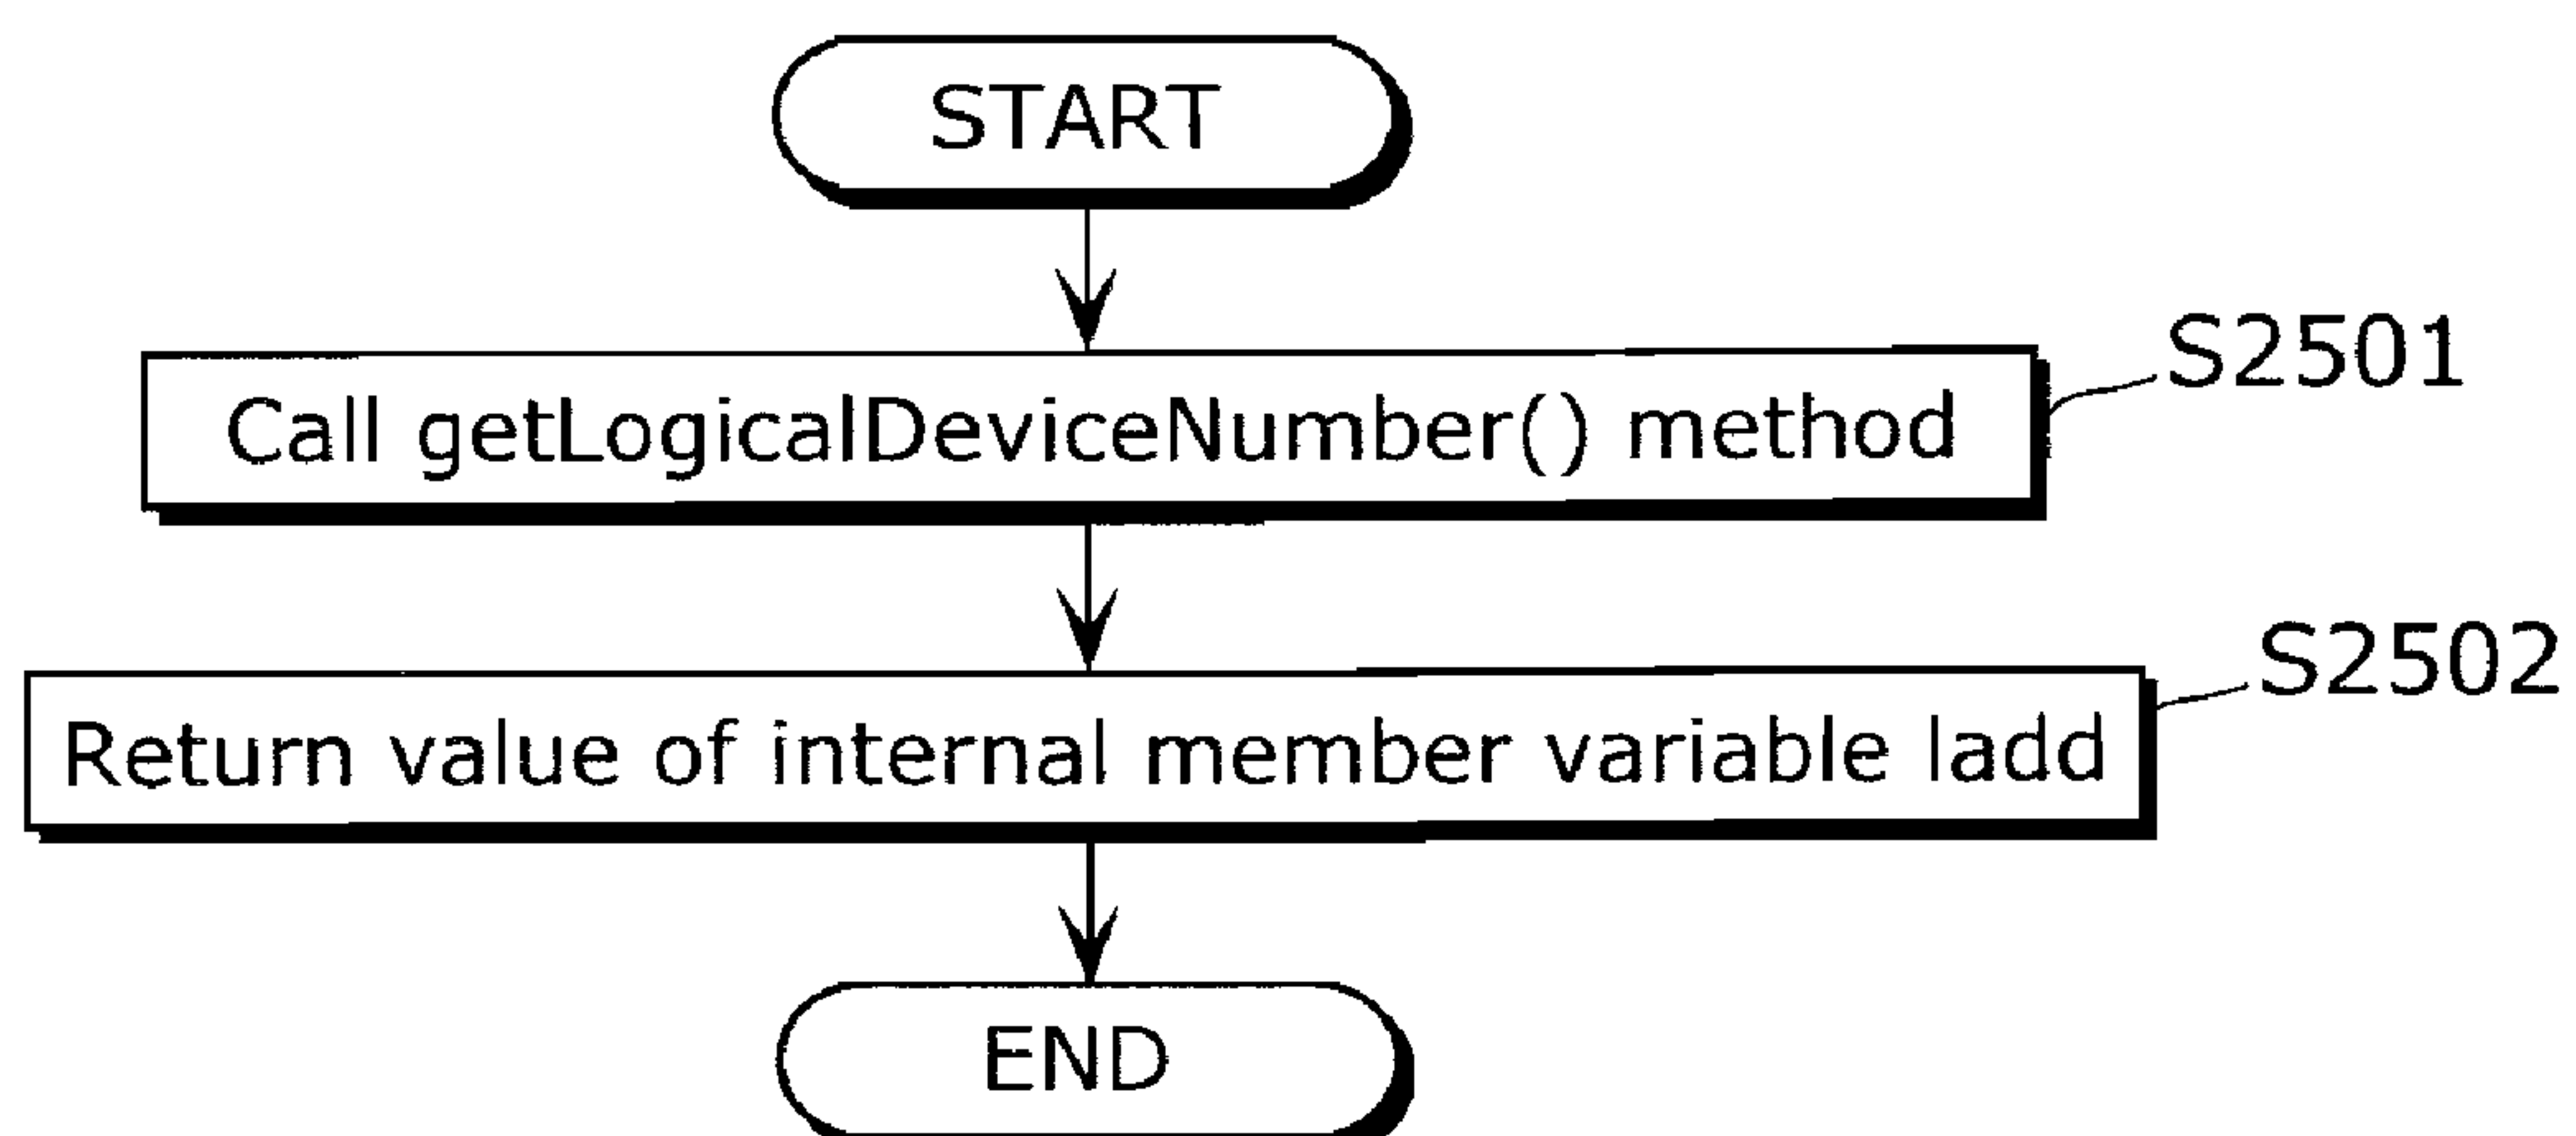 START
Call getLogicalDeviceNumber() method
S2501
Return value of internal member variable ladd
S2502
END